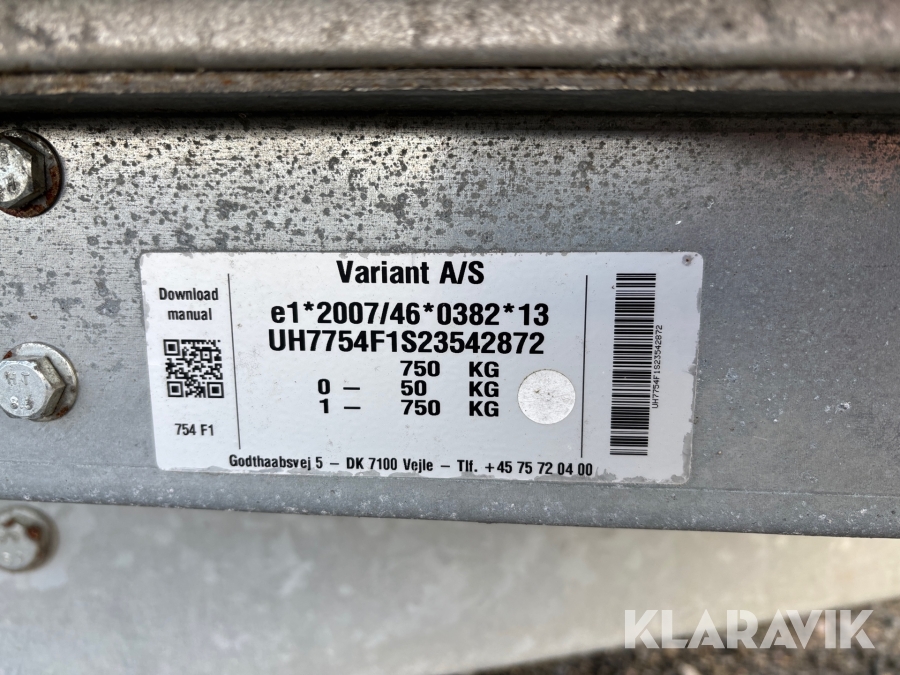 Variant A/S
Download
manual
e1*2007/46*0382*13
UH7754F1S23542872
750 KG
0 — 50 KG
1 — 750 KG
754 F1
UH7754F1S23542872
Godthaabsvej 5 – DK 7100 Vejle – Tlf. +45 75 72 04 00
KLARAVIK